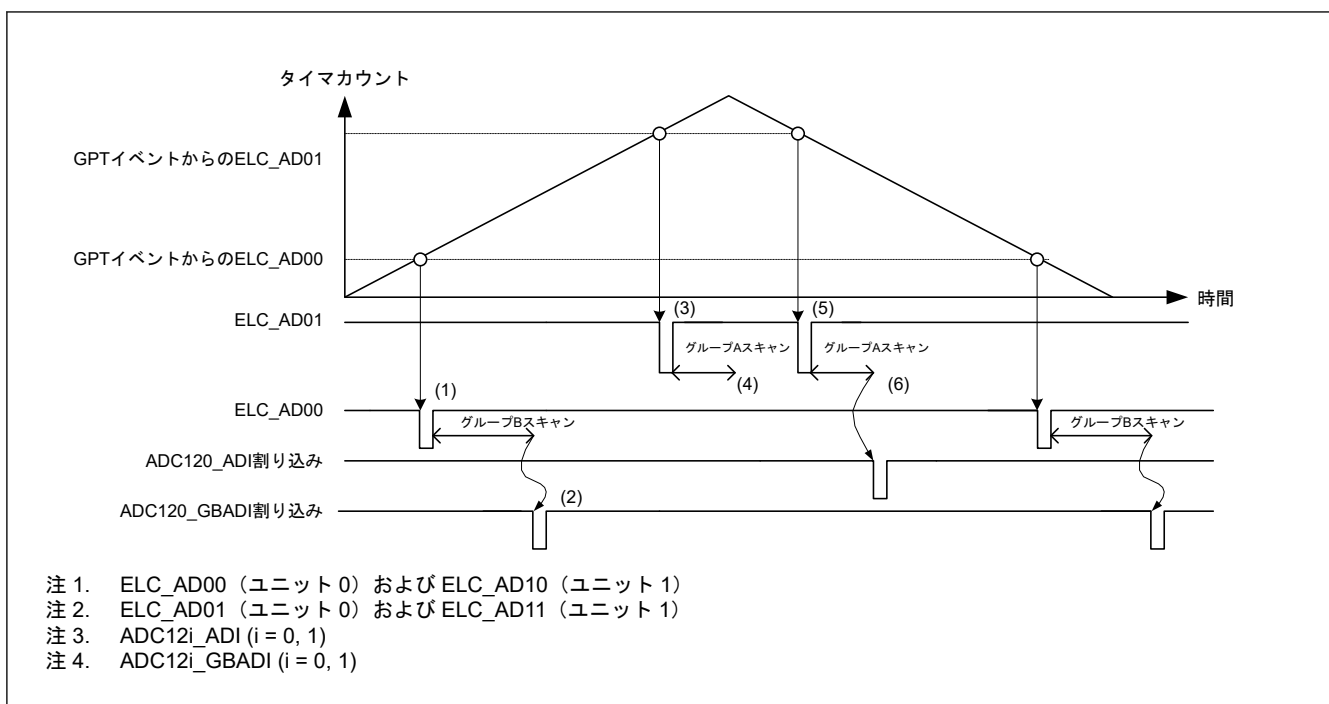 タイマカウント
GPTイベントからのELC_AD01
GPTイベントからのELC_AD00
時間
ELC_AD01
(3)
(5)
グループAスキャン
グループAスキャン
(4)
(6)
ELC_AD00
(1)
グループBスキャン
グループBスキャン
ADC120_ADI割り込み
ADC120_GBADI割り込み
(2)
注 1. ELC_AD00（ユニット 0）および ELC_AD10（ユニット 1）
注 2. ELC_AD01（ユニット 0）および ELC_AD11（ユニット 1）
注 3. ADC12i_ADI (i = 0, 1)
注 4. ADC12i_GBADI (i = 0, 1)